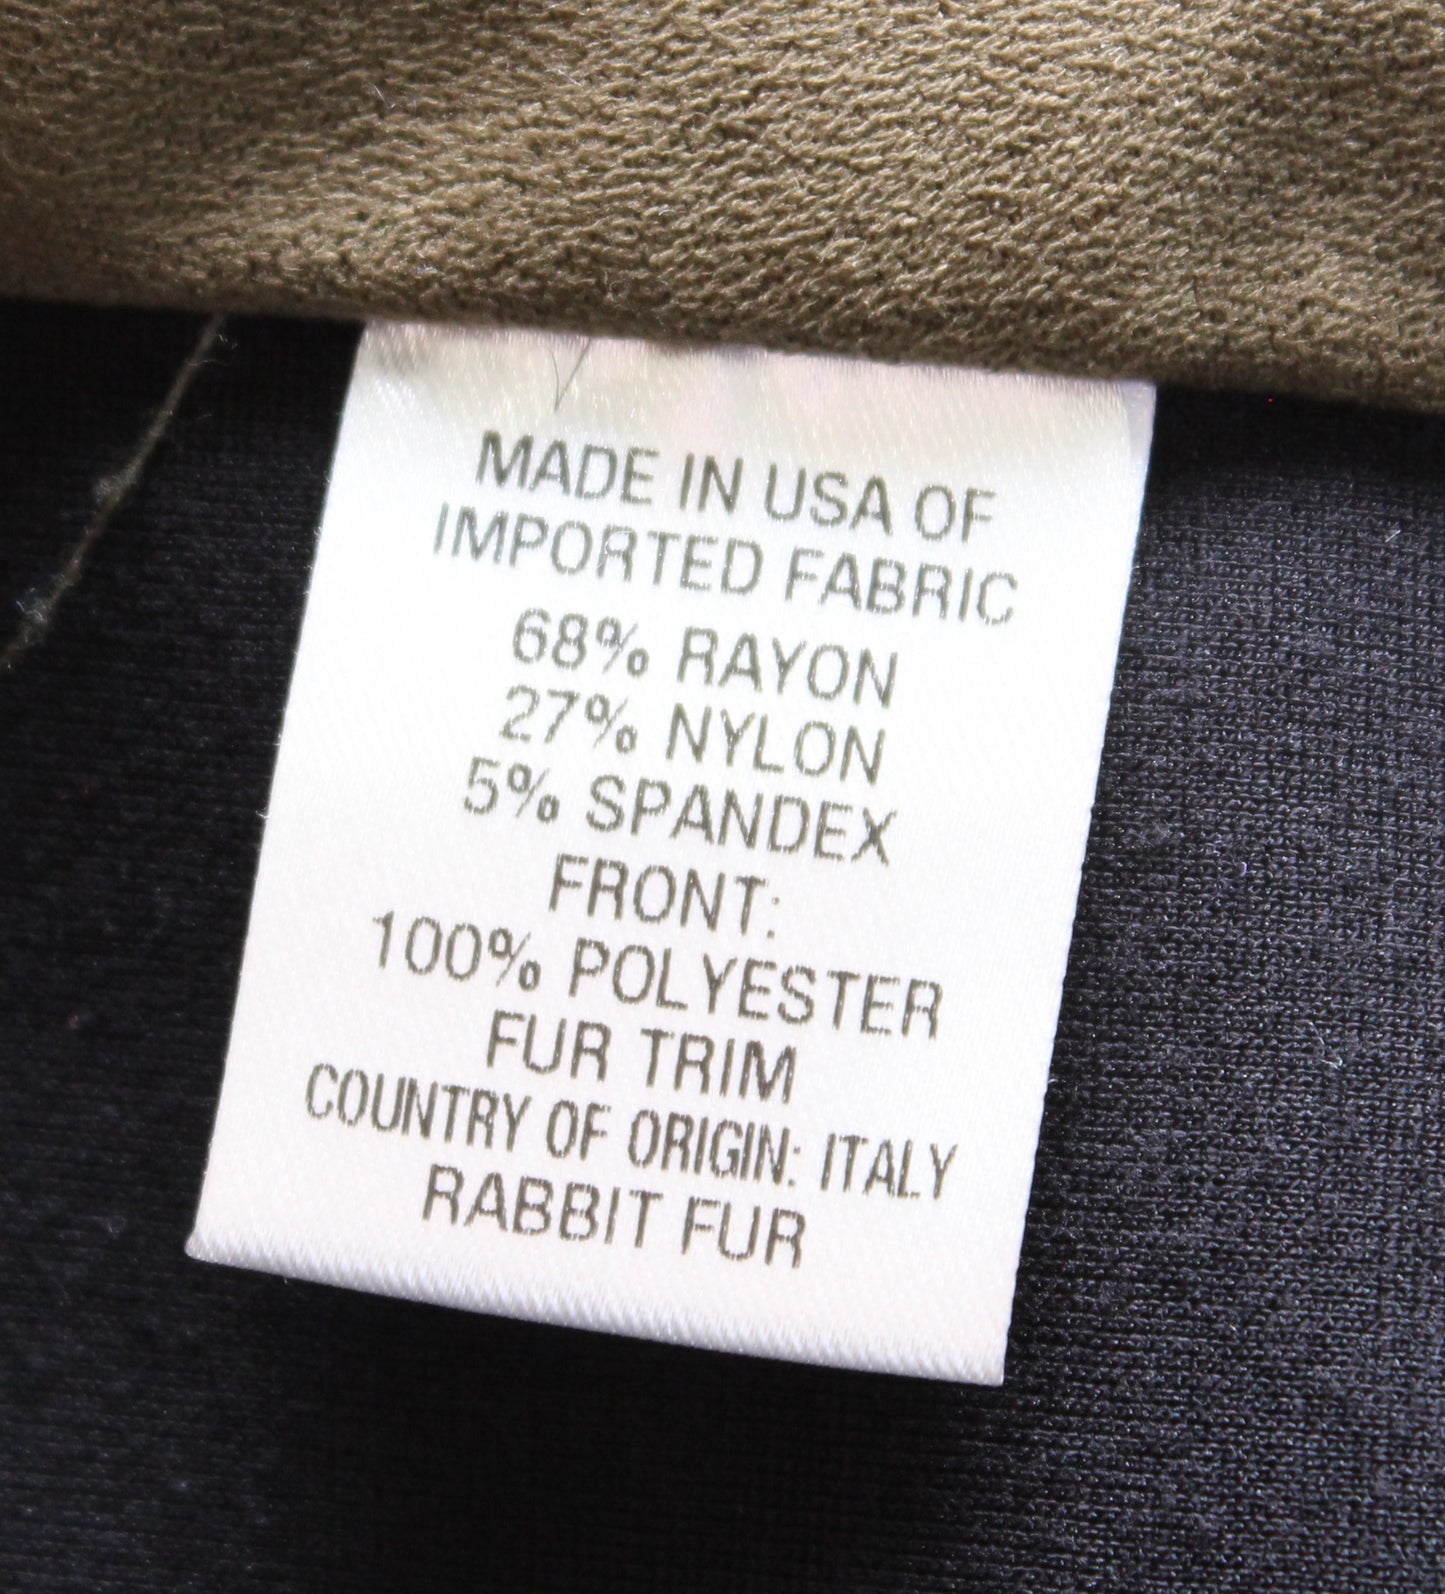 MADE IN USA OF
IMPORTED FABRIC
68% RAYON
27% NYLON
5% SPANDEX
FRONT:
100% POLYESTER
FUR TRIM
COUNTRY OF ORIGIN: ITALY
RABBIT FUR